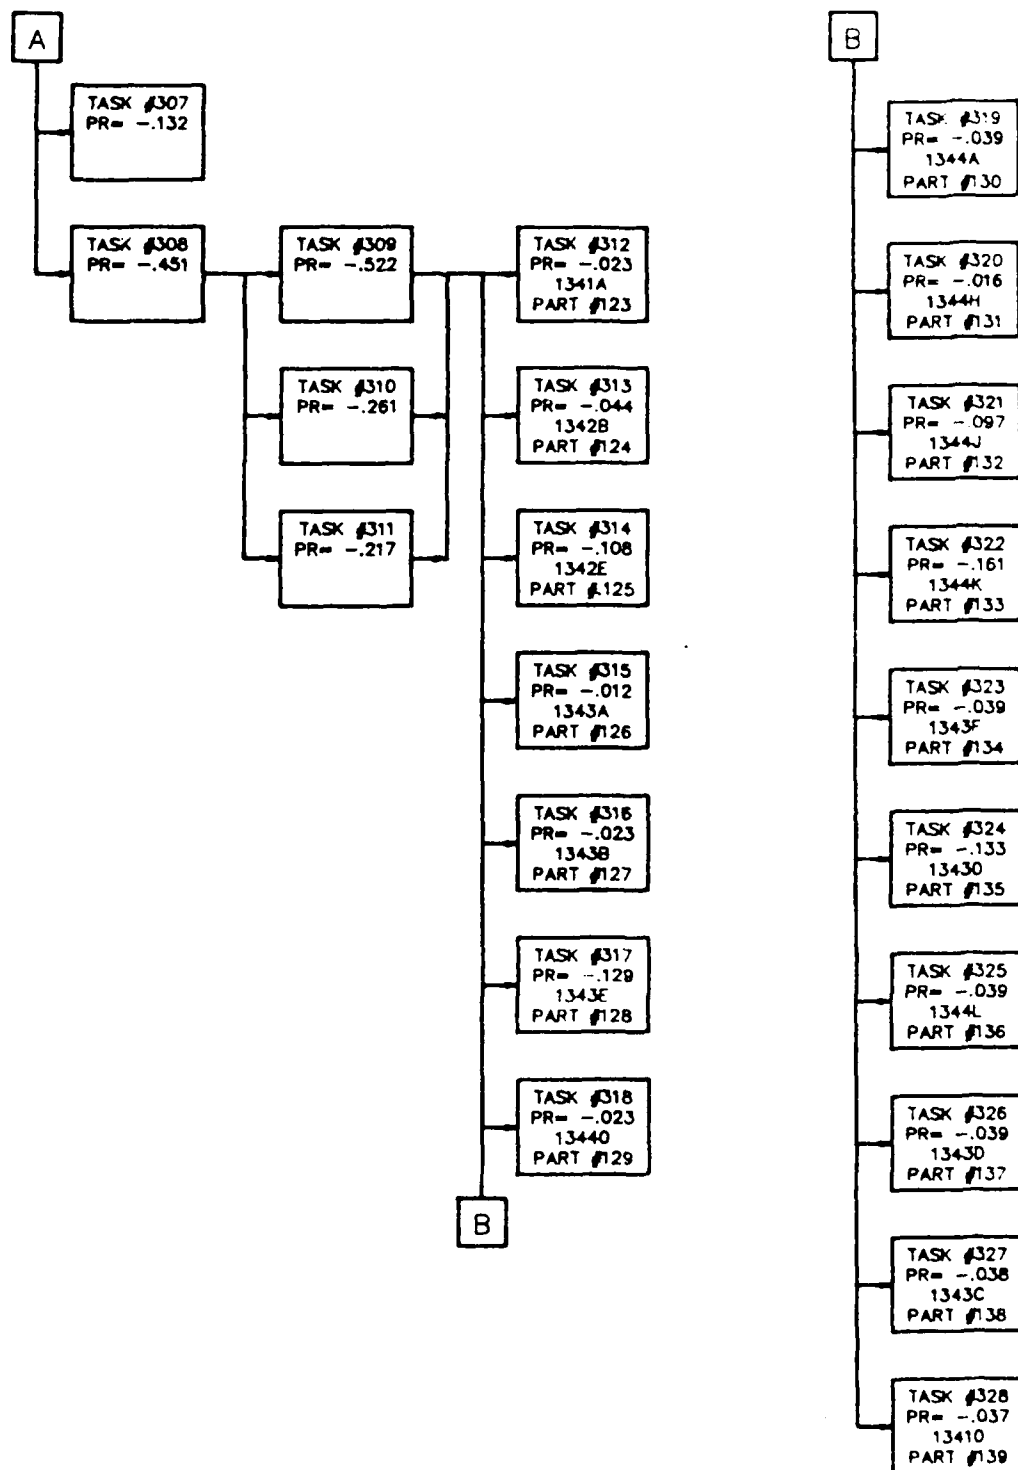 A
TASK #307
PR= -.132
TASK #308
PR= -.451
TASK #309
PR= -.522
TASK #310
PR= -.261
TASK #311
PR= -.217
TASK #312
PR= -.023
1341A
PART #123
TASK #313
PR= -.044
1342B
PART #124
TASK #314
PR= -.108
1342E
PART #125
TASK #315
PR= -.012
1343A
PART #126
TASK #316
PR= -.023
1343B
PART #127
TASK #317
PR= -.129
1343E
PART #128
TASK #318
PR= -.023
13440
PART #129
B
B
TASK #319
PR= -.039
1344A
PART #130
TASK #320
PR= -.016
1344H
PART #131
TASK #321
PR= -.097
1344J
PART #132
TASK #322
PR= -.161
1344K
PART #133
TASK #323
PR= -.039
1343F
PART #134
TASK #324
PR= -.133
13430
PART #135
TASK #325
PR= -.039
1344L
PART #136
TASK #326
PR= -.039
1343D
PART #137
TASK #327
PR= -.038
1343C
PART #138
TASK #328
PR= -.037
13410
PART #139